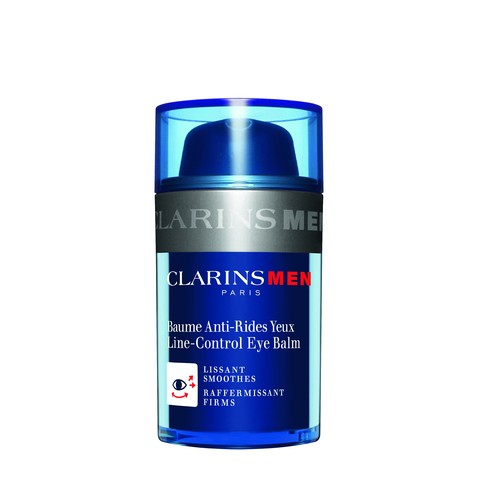 CLARINS MEN
CLARINSMEN
PARIS
Baume Anti-Rides Yeux
Line-Control Eye Balm
LISSANT
SMOOTHES
RAFFERMISSANT
FIRMS